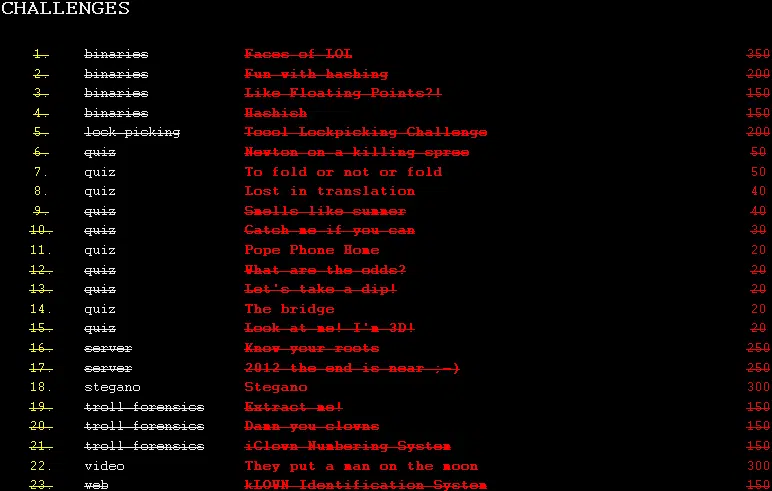 CHALLENGES
1. binaries Faces of LOL 350
2. binaries Fun with hashing 200
3. binaries Like Floating Points?! 150
4. binaries Hashish 150
5. lock picking Toool Lockpicking Challenge 200
6. quiz Newton on a killing spree 50
7. quiz To fold or not or fold 50
8. quiz Lost in translation 40
9. quiz Smells like summer 40
10. quiz Catch me if you can 30
11. quiz Pope Phone Home 20
12. quiz What are the odds? 20
13. quiz Let's take a dip! 20
14. quiz The bridge 20
15. quiz Look at me! I'm 3D! 20
16. server Know your roots 250
17. server 2012 the end is near ;-) 250
18. stegano Stegano 300
19. troll forensics Extract me! 150
20. troll forensics Damn you clowns 150
21. troll forensics iClown Numbering System 150
22. video They put a man on the moon 300
23. web kLOWN Identification System 150